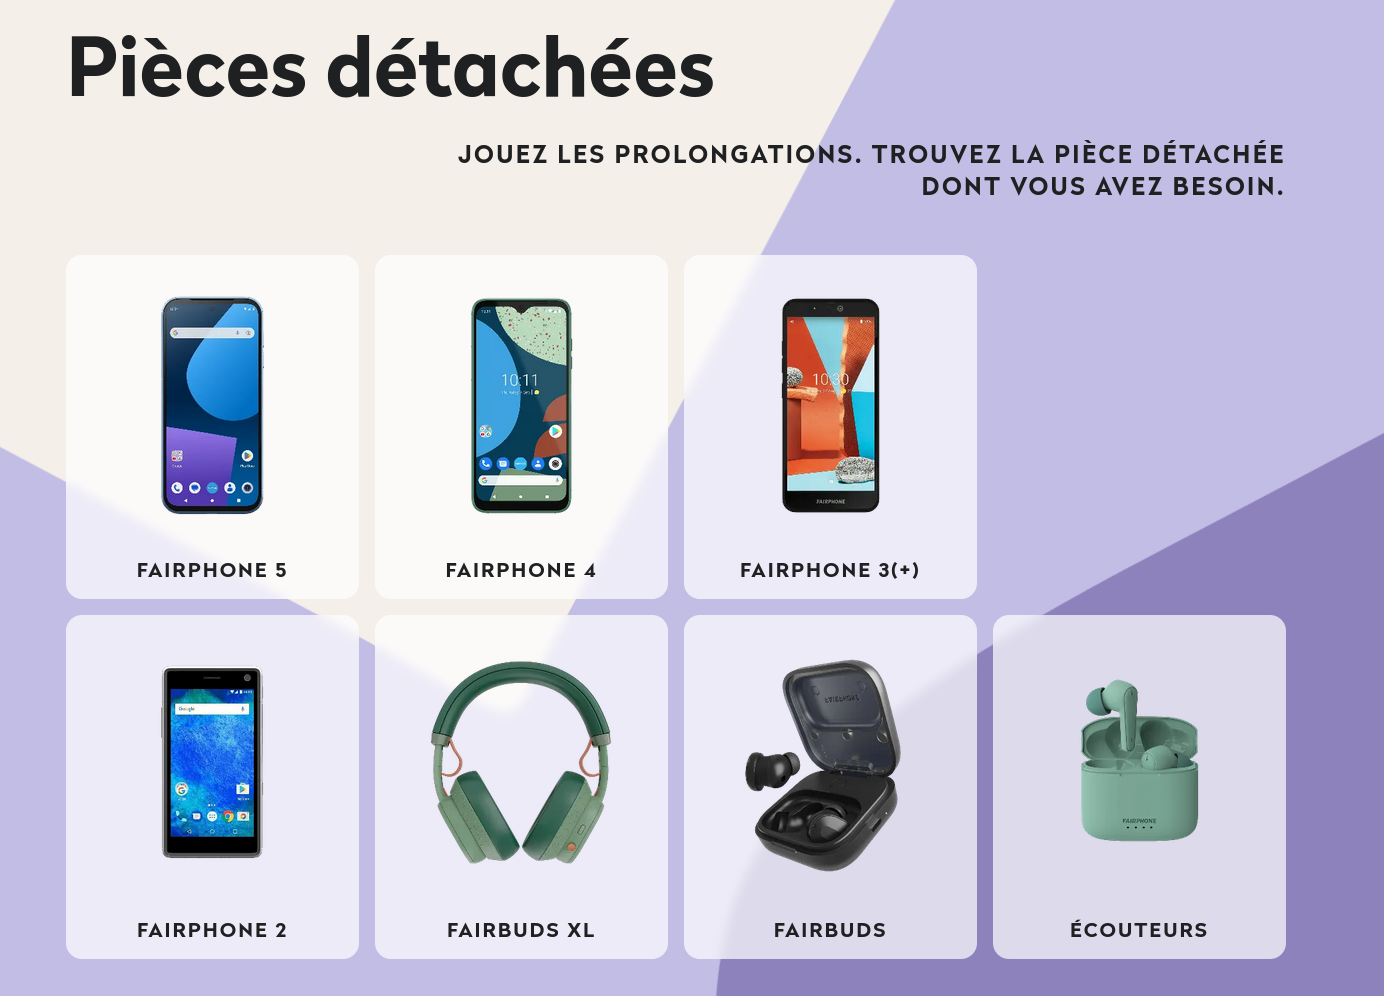 Pièces détachées
JOUEZ LES PROLONGATIONS. TROUVEZ LA PIÈCE DÉTACHÉE
DONT VOUS AVEZ BESOIN.
10:11
10:30
FAIRPHONE
FAIRPHONE 5
FAIRPHONE 4
FAIRPHONE 3(+)
Google
FAIRPHONE
FAIRPHONE 2
FAIRBUDS XL
FAIRBUDS
ÉCOUTEURS